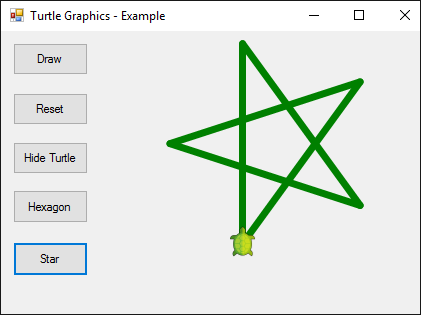 Turtle Graphics - Example
Draw
Reset
Hide Turtle
Hexagon
Star